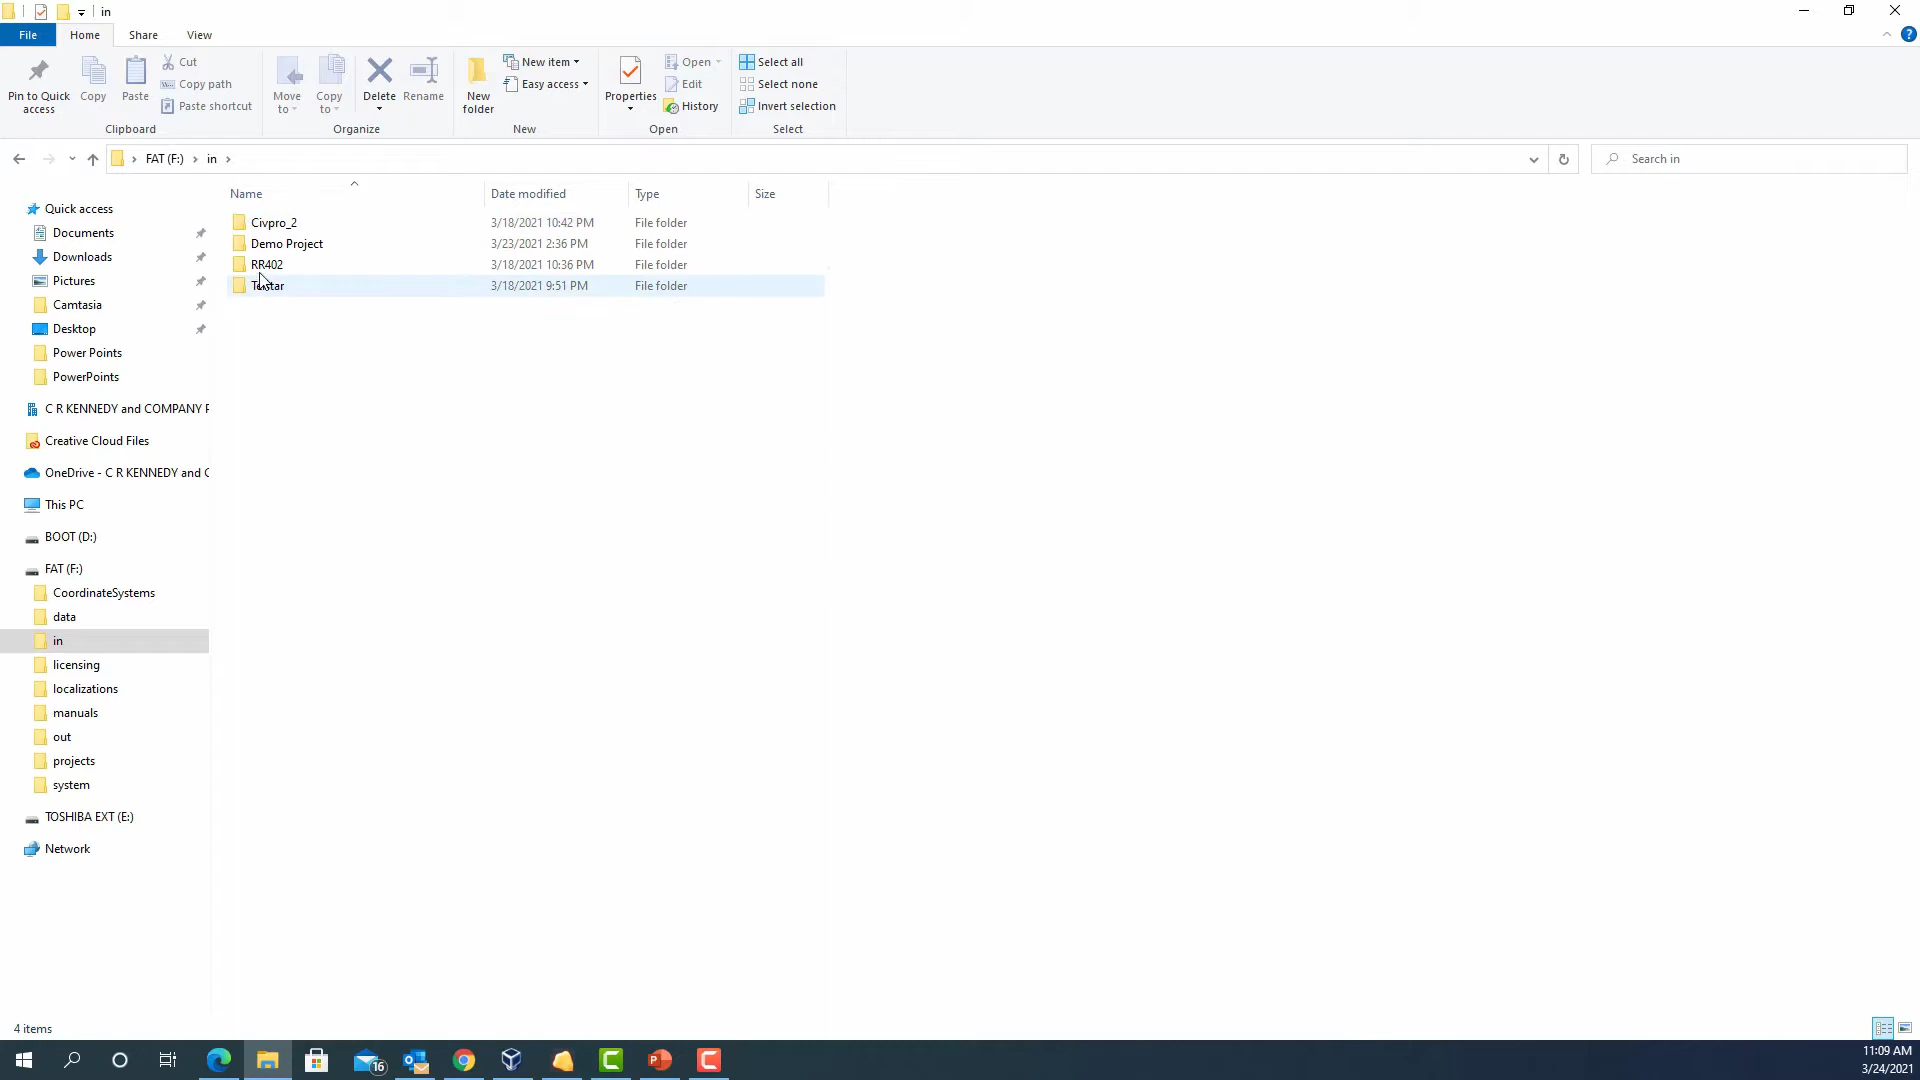 in
File Home Share View
Pin to Quick access
Copy
Paste
Cut
Copy path
Paste shortcut
Clipboard
Move to
Copy to
Delete
Rename
Organize
New folder
New item
Easy access
New
Properties
Open
Edit
History
Open
Select all
Select none
Invert selection
Select
FAT (F:) in
Search in
Name Date modified Type Size
Civpro_2 3/18/2021 10:42 PM File folder
Demo Project 3/23/2021 2:36 PM File folder
RR402 3/18/2021 10:36 PM File folder
3/18/2021 9:51 PM File folder
Quick access
Documents
Downloads
Pictures
Camtasia
Desktop
Power Points
PowerPoints
C R KENNEDY and COMPANY P
Creative Cloud Files
OneDrive - C R KENNEDY and C
This PC
BOOT (D:)
FAT (F:)
CoordinateSystems
data
in
licensing
localizations
manuals
out
projects
system
TOSHIBA EXT (E:)
Network
4 items
16
11:09 AM
3/24/2021